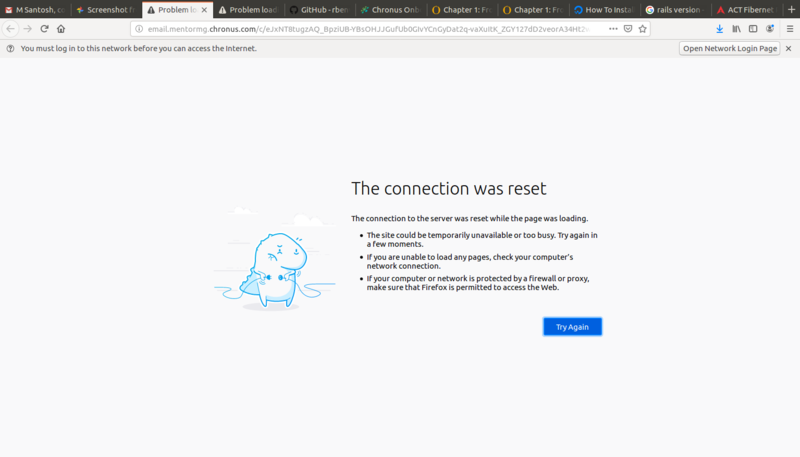 M Santosh, co
Screenshot fr
Problem lo
Problem loadi
GitHub - rben
Chronus Onb
Chapter 1: Fr
Chapter 1: Fr
How To Instal
rails version
ACT Fibernet
email.mentormg.chronus.com/c/
You must log in to this network before you can access the Internet.
Open Network Login Page
The connection was reset
The connection to the server was reset while the page was loading.
The site could be temporarily unavailable or too busy. Try again in
a few moments.
If you are unable to load any pages, check your computer's
network connection.
If your computer or network is protected by a firewall or proxy,
make sure that Firefox is permitted to access the Web.
Try Again